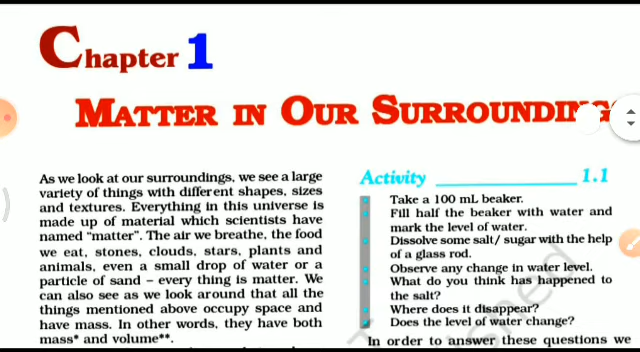 Chapter 1
MATTER IN OUR SURROUNDINGS
As we look at our surroundings, we see a large
variety of things with different shapes, sizes
and textures. Everything in this universe is
made up of material which scientists have
named “matter”. The air we breathe, the food
we eat, stones, clouds, stars, plants and
animals, even a small drop of water or a
particle of sand – every thing is matter. We
can also see as we look around that all the
things mentioned above occupy space and
have mass. In other words, they have both
mass* and volume**.
Activity 1.1
Take a 100 mL beaker.
Fill half the beaker with water and
mark the level of water.
Dissolve some salt/ sugar with the help
of a glass rod.
Observe any change in water level.
What do you think has happened to
the salt?
Where does it disappear?
Does the level of water change?
In order to answer these questions we